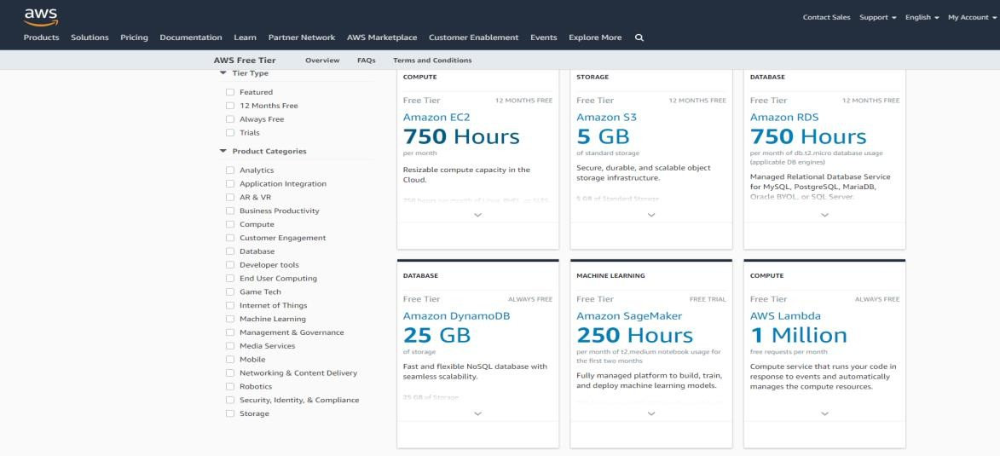 aws
Contact Sales Support English My Account
Products Solutions Pricing Documentation Learn Partner Network AWS Marketplace Customer Enablement Events Explore More
AWS Free Tier Overview FAQs Terms and Conditions
Tier Type
Featured
12 Months Free
Always Free
Trials
Product Categories
Analytics
Application Integration
AR & VR
Business Productivity
Compute
Customer Engagement
Database
Developer tools
End User Computing
Game Tech
Internet of Things
Machine Learning
Management & Governance
Media Services
Mobile
Networking & Content Delivery
Robotics
Security, Identity, & Compliance
Storage
COMPUTE
Free Tier 12 MONTHS FREE
Amazon EC2
750 Hours
per month
Resizable compute capacity in the
Cloud.
750 hours per month of Linux, RHEL, or SLES
STORAGE
Free Tier 12 MONTHS FREE
Amazon S3
5 GB
of standard storage
Secure, durable, and scalable object
storage infrastructure.
5 GB of Standard Storage
DATABASE
Free Tier 12 MONTHS FREE
Amazon RDS
750 Hours
per month of db.t2.micro database usage
(applicable DB engines)
Managed Relational Database Service
for MySQL, PostgreSQL, MariaDB,
Oracle BYOL, or SQL Server.
DATABASE
Free Tier ALWAYS FREE
Amazon DynamoDB
25 GB
of storage
Fast and flexible NoSQL database with
seamless scalability.
25 GB of Storage
MACHINE LEARNING
Free Tier FREE TRIAL
Amazon SageMaker
250 Hours
per month of t2.medium notebook usage for
the first two months
Fully managed platform to build, train,
and deploy machine learning models.
COMPUTE
Free Tier ALWAYS FREE
AWS Lambda
1 Million
free requests per month
Compute service that runs your code in
response to events and automatically
manages the compute resources.